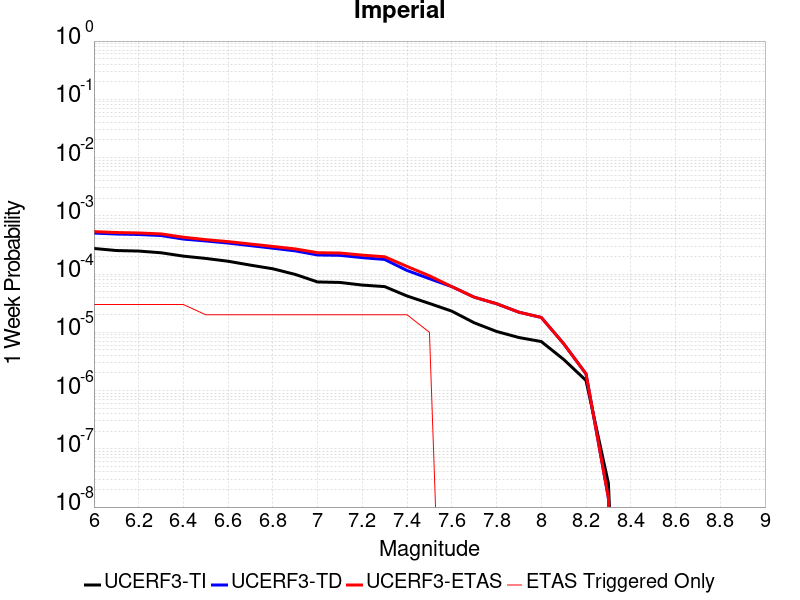 Imperial
10^0
10^-1
10^-2
10^-3
10^-4
10^-5
10^-6
10^-7
10^-8
1 Week Probability
6 6.2 6.4 6.6 6.8 7 7.2 7.4 7.6 7.8 8 8.2 8.4 8.6 8.8 9
Magnitude
UCERF3-TI UCERF3-TD UCERF3-ETAS ETAS Triggered Only